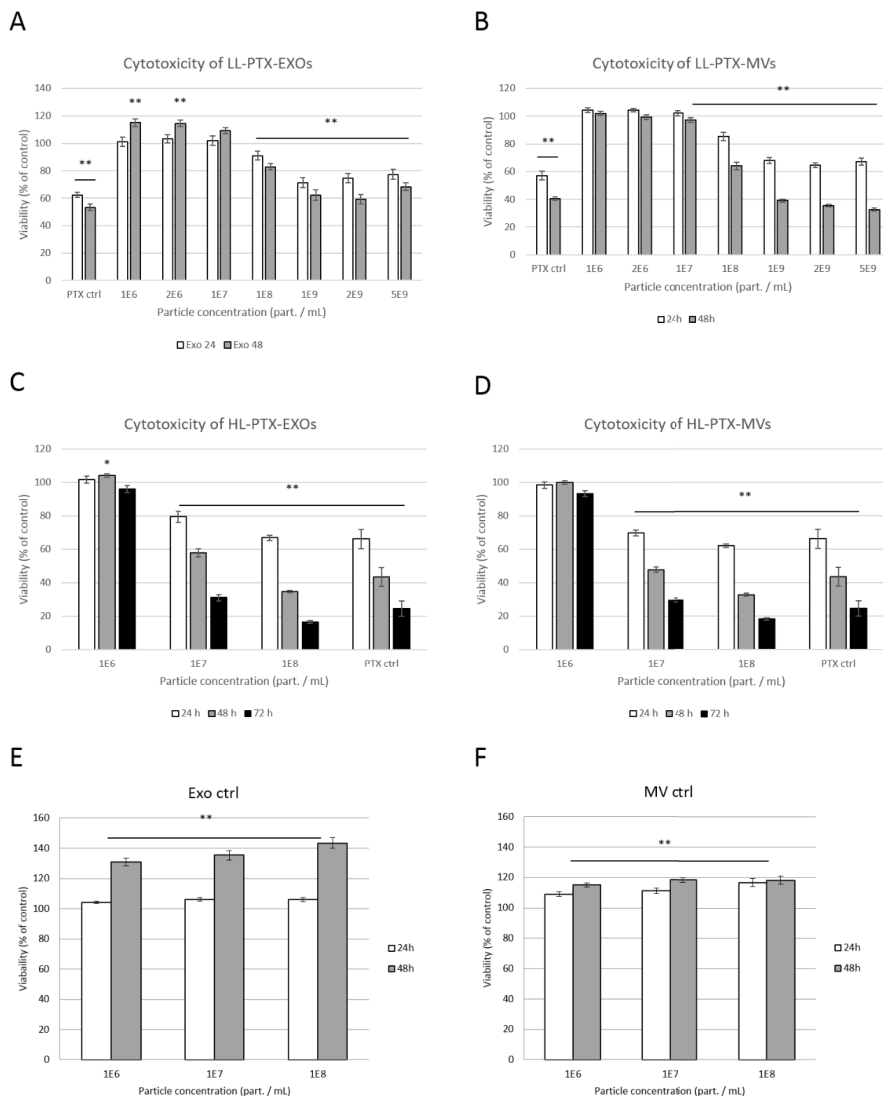 A
Cytotoxicity of LL-PTX-EXOs
Viability (% of control)
140
120
100
80
60
40
20
0
**
**
**
**
PTX ctrl 1E6 2E6 1E7 1E8 1E9 2E9 5E9
Particle concentration (part. / mL)
Exo 24 Exo 48
B
Cytotoxicity of LL-PTX-MVs
Viability (% of control)
120
100
80
60
40
20
0
**
**
PTX ctrl 1E6 2E6 1E7 1E8 1E9 2E9 5E9
Particle concentration (part. / mL)
24h 48h
C
Cytotoxicity of HL-PTX-EXOs
Viability (% of control)
120
100
80
60
40
20
0
*
**
1E6 1E7 1E8 PTX ctrl
Particle concentration (part. / mL)
24 h 48 h 72 h
D
Cytotoxicity of HL-PTX-MVs
Viability (% of control)
120
100
80
60
40
20
0
**
1E6 1E7 1E8 PTX ctrl
Particle concentration (part. / mL)
24 h 48 h 72 h
E
Exo ctrl
Viabaility (% of control)
160
140
120
100
80
60
40
20
0
**
1E6 1E7 1E8
Particle concentration (part. / mL)
24h
48h
F
MV ctrl
Viability (% of control)
160
140
120
100
80
60
40
20
0
**
1E6 1E7 1E8
Particle concentration (part. / mL)
24h
48h